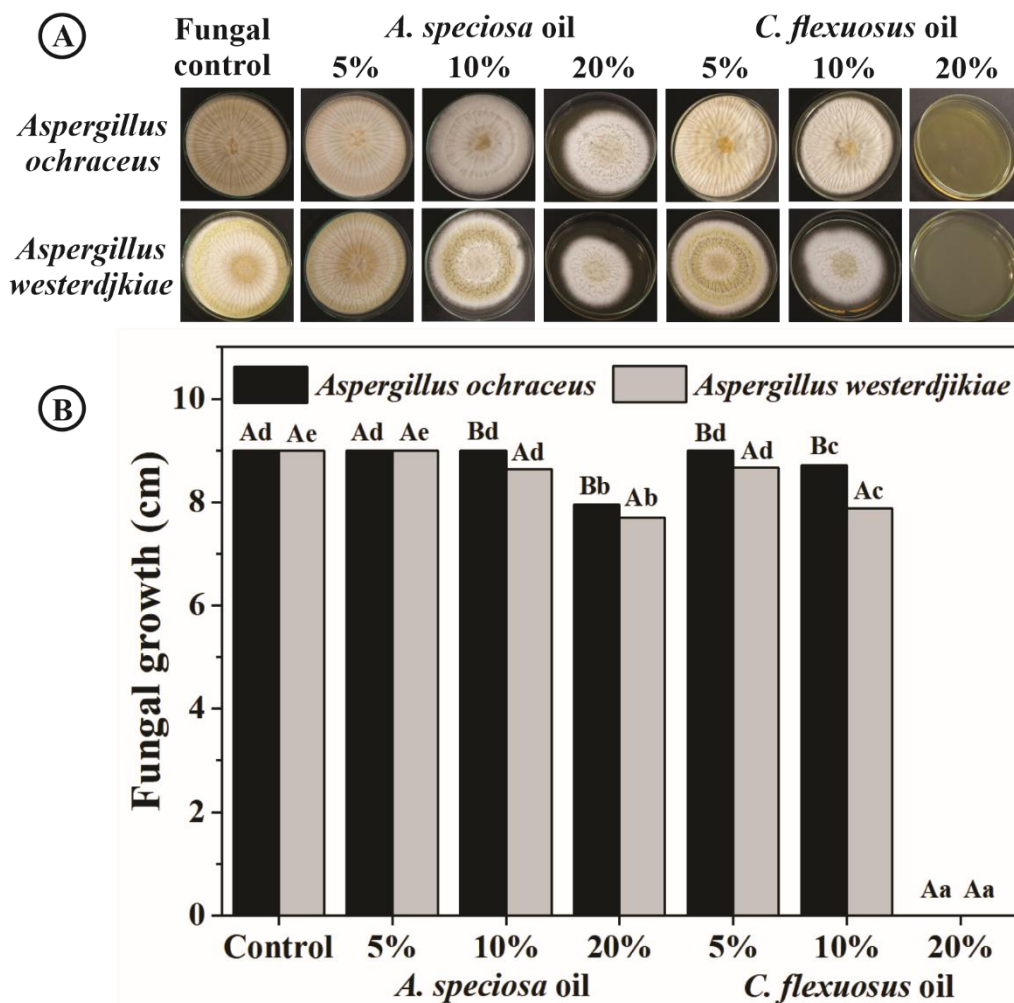 A
Fungal control
A. speciosa oil
C. flexuosus oil
5% 10% 20% 5% 10% 20%
Aspergillus ochraceus
Aspergillus westerdjkiae
B
Aspergillus ochraceus Aspergillus westerdjikiae
Fungal growth (cm)
10
8
6
4
2
0
Ad Ae Ad Ae Bd Ad Bb Ab Bd Ad Bc Ac Aa Aa
Control 5% 10% 20% 5% 10% 20%
A. speciosa oil C. flexuosus oil